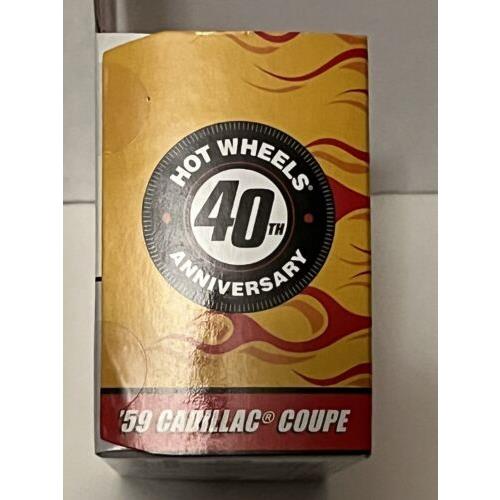 HOT WHEELS®
40TH
ANNIVERSARY
'59 CADILLAC® COUPE